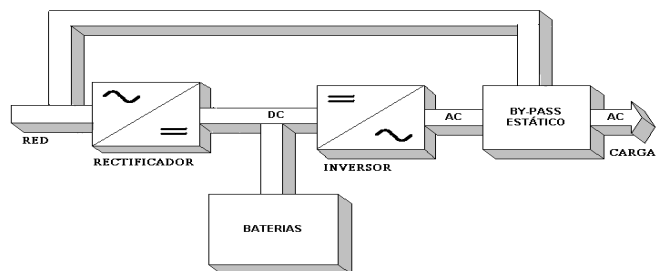 RED
RECTIFICADOR
DC
INVERSOR
AC
BY-PASS
ESTÁTICO
AC
CARGA
BATERIAS